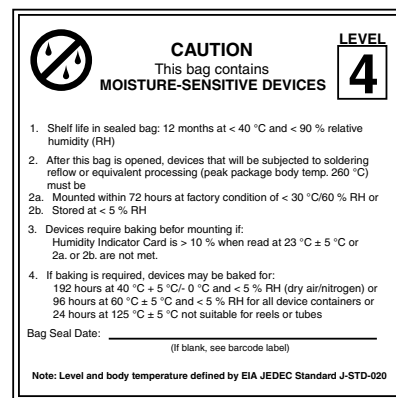 LEVEL
CAUTION
This bag contains
MOISTURE-SENSITIVE DEVICES
4
1. Shelf life in sealed bag: 12 months at < 40 °C and < 90 % relative
humidity (RH)
2. After this bag is opened, devices that will be subjected to soldering
reflow or equivalent processing (peak package body temp. 260 °C)
must be
2a. Mounted within 72 hours at factory condition of < 30 °C/60 % RH or
2b. Stored at < 5 % RH
3. Devices require baking befor mounting if:
Humidity Indicator Card is > 10 % when read at 23 °C ± 5 °C or
2a. or 2b. are not met.
4. If baking is required, devices may be baked for:
192 hours at 40 °C + 5 °C/- 0 °C and < 5 % RH (dry air/nitrogen) or
96 hours at 60 °C ± 5 °C and < 5 % RH for all device containers or
24 hours at 125 °C ± 5 °C not suitable for reels or tubes
Bag Seal Date:
(If blank, see barcode label)
Note: Level and body temperature defined by EIA JEDEC Standard J-STD-020